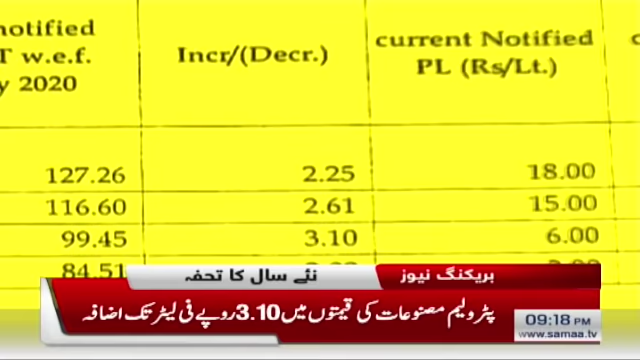 notified
T w.e.f.
y 2020
Incr/(Decr.)
current Notified
PL (Rs/Lt.)
127.26 2.25 18.00
116.60 2.61 15.00
99.45 3.10 6.00
84.51
نئے سال کا تحفہ
بریکنگ نیوز
پٹرولیم مصنوعات کی قیمتوں میں 3.10 روپے فی لیٹر تک اضافہ
09:18 PM
www.samaa.tv